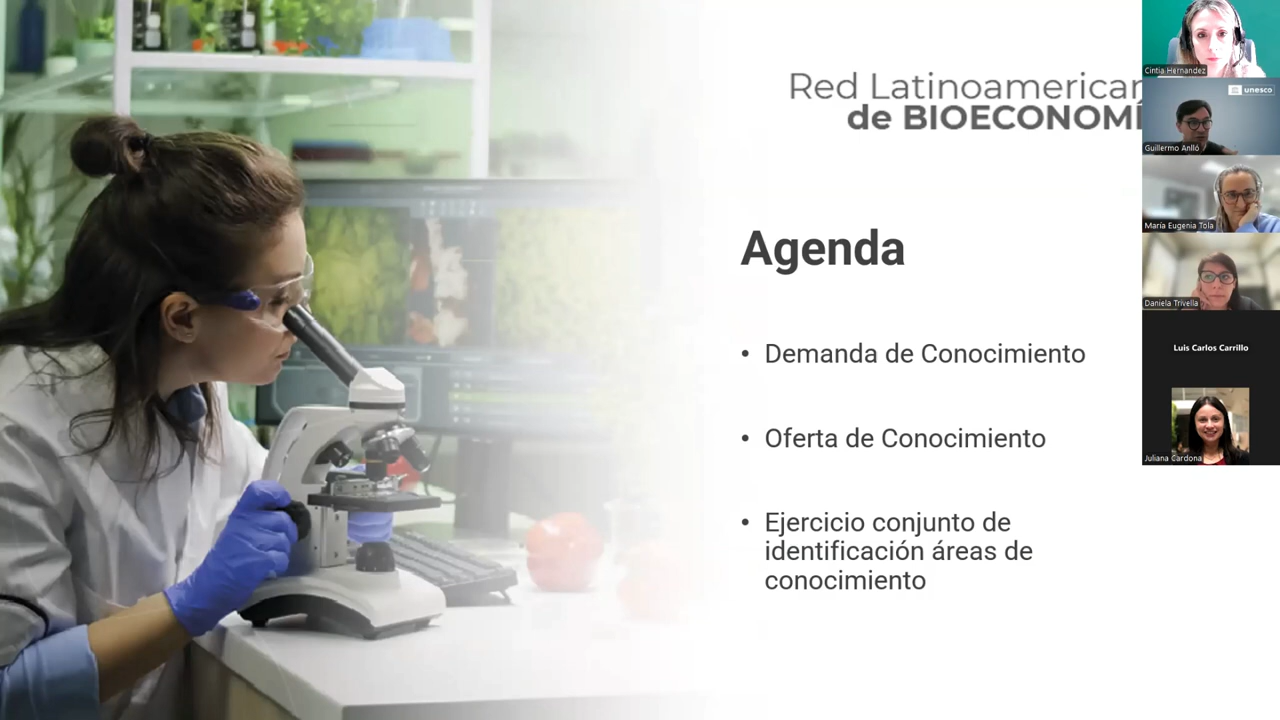 Red Latinoamerican
de BIOECONOMÍ
Agenda
• Demanda de Conocimiento
• Oferta de Conocimiento
• Ejercicio conjunto de
identificación áreas de
conocimiento
Cintia Hernandez
unesco
Guillermo Anlló
María Eugenia Tola
Daniela Trivella
Luis Carlos Carrillo
Juliana Cardona